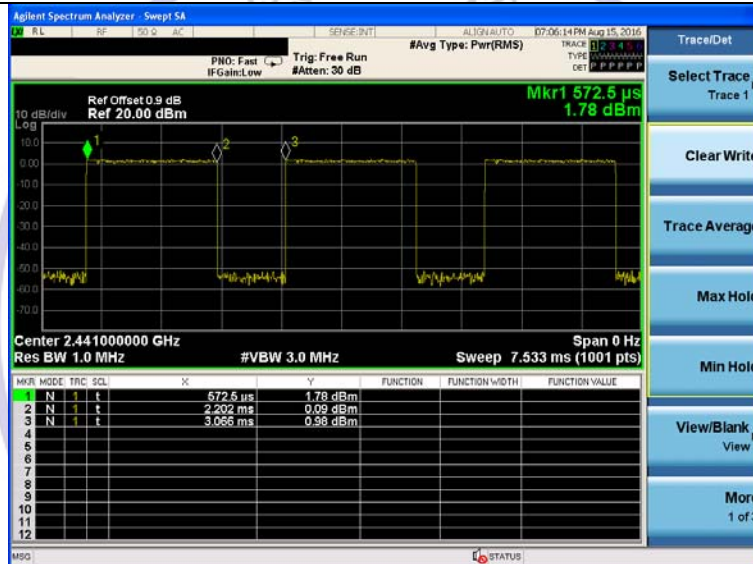 Agilent Spectrum Analyzer - Swept SA
RL RF 50 Ω AC SENSE:INT ALIGN AUTO 07:06:14 PM Aug 15, 2016
#Avg Type: Pwr(RMS) TRACE 1 2 3 4 5 6
PNO: Fast Trig: Free Run TYPE
IFGain:Low #Atten: 30 dB DET P P P P P P
Mkr1 572.5 µs
1.78 dBm
Ref Offset 0.9 dB
10 dB/div Ref 20.00 dBm
Log
10.0
0.00
-10.0
-20.0
-30.0
-40.0
-50.0
-60.0
-70.0
1
2
3
Center 2.441000000 GHz Span 0 Hz
Res BW 1.0 MHz #VBW 3.0 MHz Sweep 7.533 ms (1001 pts)
MKR MODE TRC SCL X Y FUNCTION FUNCTION WIDTH FUNCTION VALUE
1 N 1 t 572.5 µs 1.78 dBm
2 N 1 t 2.202 ms 0.09 dBm
3 N 1 t 3.066 ms 0.98 dBm
4
5
6
7
8
9
10
11
12
MSG STATUS
Trace/Det
Select Trace
Trace 1
Clear Write
Trace Average
Max Hold
Min Hold
View/Blank
View
More
1 of 3